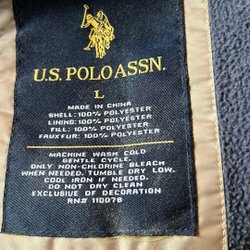 U.S. POLO ASSN.
L
MADE IN CHINA
SHELL: 100% POLYESTER
LINING: 100% POLYESTER
FILL: 100% POLYESTER
FAUX FUR: 100% POLYESTER
MACHINE WASH COLD
GENTLE CYCLE.
ONLY NON-CHLORINE BLEACH
WHEN NEEDED. TUMBLE DRY LOW.
COOL IRON IF NEEDED.
DO NOT DRY CLEAN
EXCLUSIVE OF DECORATION
RN# 110078